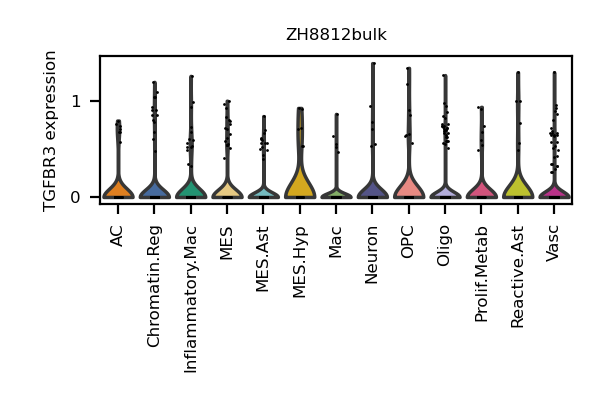 ZH8812bulk
TGFBR3 expression
1
0
AC
Chromatin.Reg
Inflammatory.Mac
MES
MES.Ast
MES.Hyp
Mac
Neuron
OPC
Oligo
Prolif.Metab
Reactive.Ast
Vasc